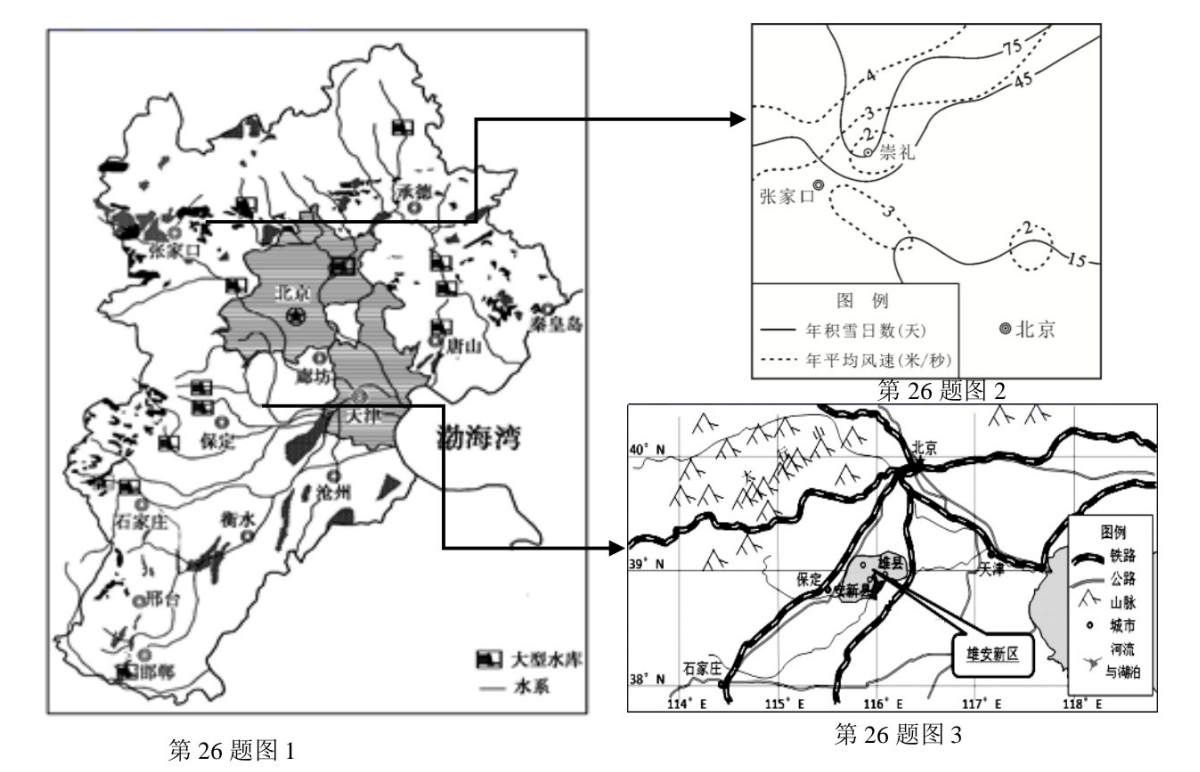 承德
张家口
北京
秦皇岛
唐山
廊坊
天津
渤海湾
保定
沧州
石家庄
衡水
邢台
邯郸
大型水库
水系
第 26 题图 1
75
4
45
3
2
崇礼
张家口
3
2
15
图 例
年积雪日数(天)
年平均风速(米/秒)
北京
第 26 题图 2
40° N
北京
太
行
山
39° N
雄县
天津
保定
安新县
雄安新区
石家庄
38° N
114° E
115° E
116° E
117° E
118° E
图例
铁路
公路
山脉
城市
河流
与湖泊
第 26 题图 3